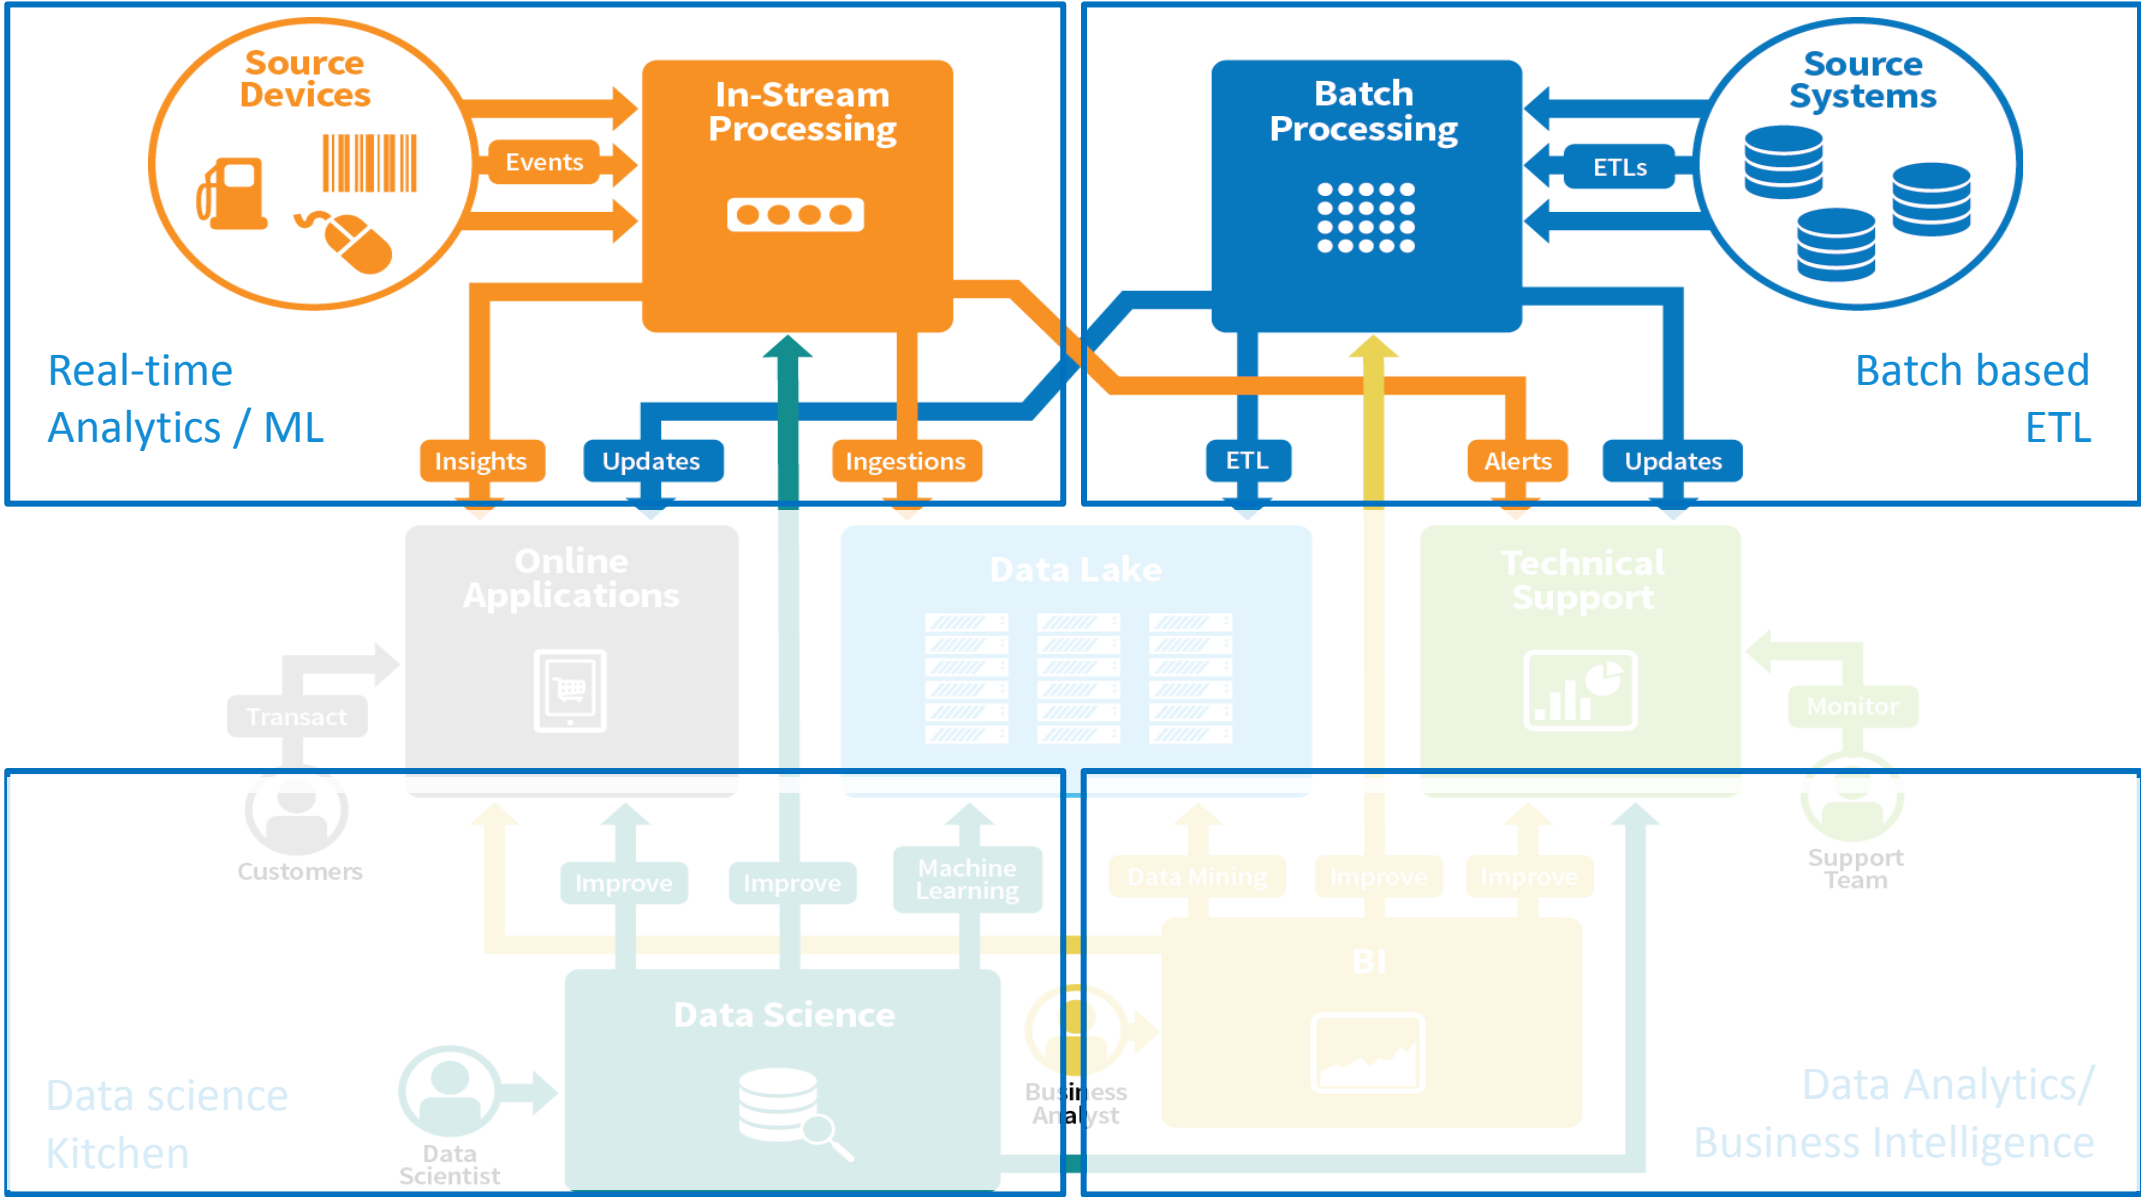 Source
Devices
Events
In-Stream
Processing
Batch
Processing
ETLs
Source
Systems
Real-time
Analytics / ML
Batch based
ETL
Insights
Updates
Ingestions
ETL
Alerts
Updates
Online
Applications
Data Lake
Technical
Support
Transact
Monitor
Customers
Support
Team
Improve
Improve
Machine
Learning
Data Mining
Improve
Improve
BI
Data Science
Business
Analyst
Data science
Kitchen
Data
Scientist
Data Analytics/
Business Intelligence